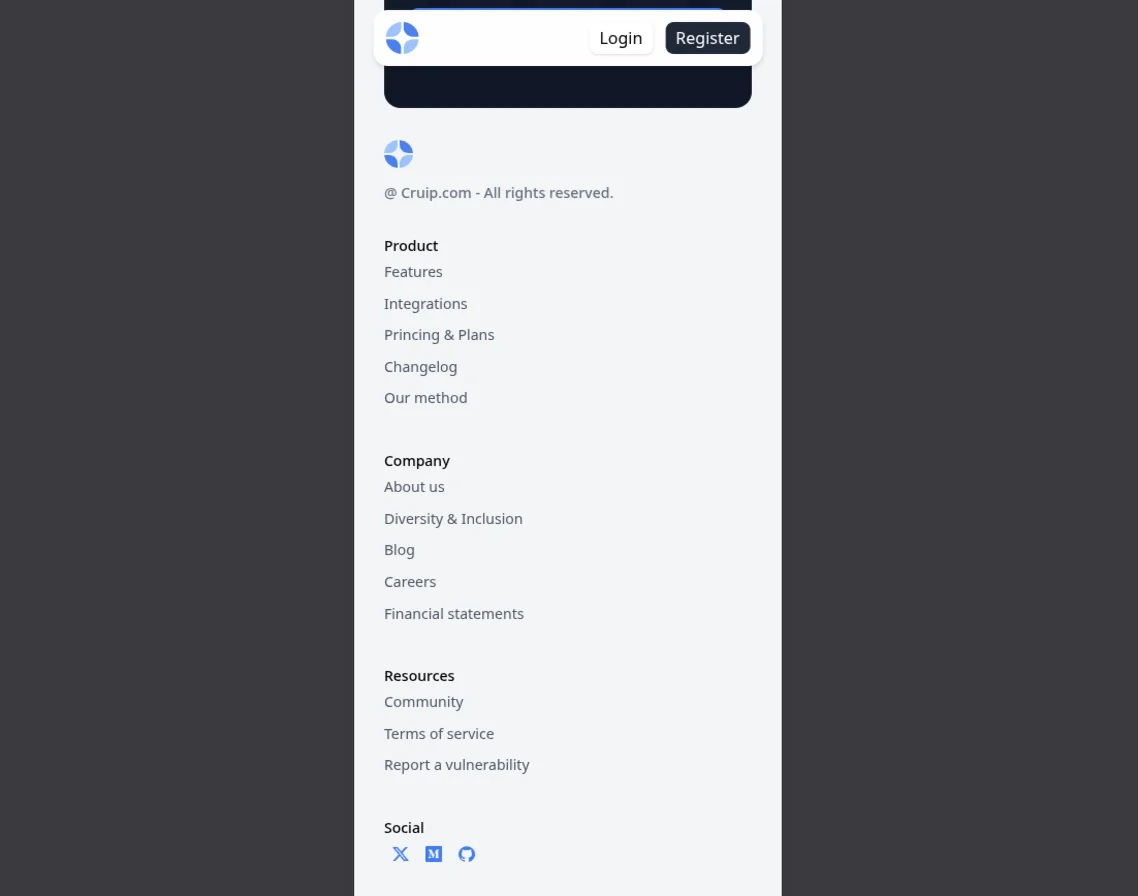 Login
Register
@ Cruip.com - All rights reserved.
Product
Features
Integrations
Princing & Plans
Changelog
Our method
Company
About us
Diversity & Inclusion
Blog
Careers
Financial statements
Resources
Community
Terms of service
Report a vulnerability
Social
M